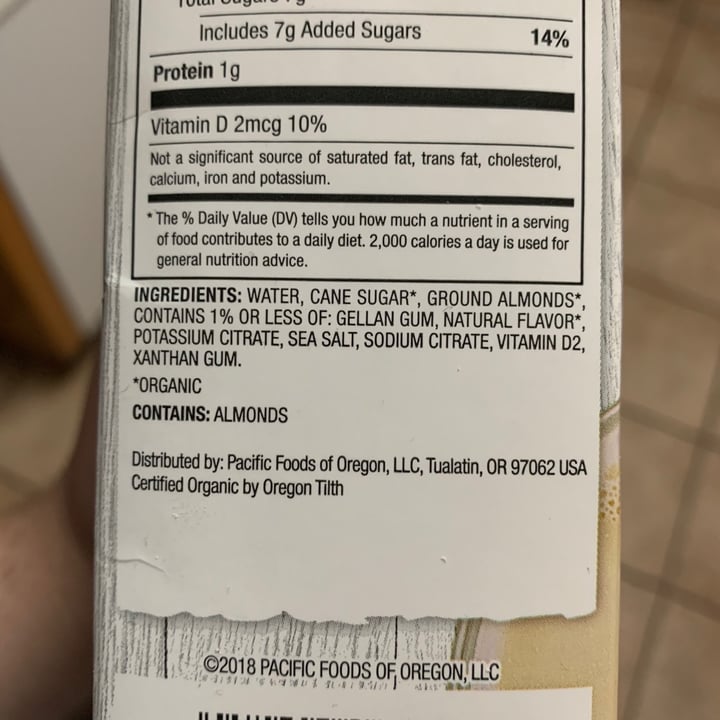 Includes 7g Added Sugars 14%
Protein 1g
Vitamin D 2mcg 10%
Not a significant source of saturated fat, trans fat, cholesterol,
calcium, iron and potassium.
* The % Daily Value (DV) tells you how much a nutrient in a serving
of food contributes to a daily diet. 2,000 calories a day is used for
general nutrition advice.
INGREDIENTS: WATER, CANE SUGAR*, GROUND ALMONDS*,
CONTAINS 1% OR LESS OF: GELLAN GUM, NATURAL FLAVOR*,
POTASSIUM CITRATE, SEA SALT, SODIUM CITRATE, VITAMIN D2,
XANTHAN GUM.
*ORGANIC
CONTAINS: ALMONDS
Distributed by: Pacific Foods of Oregon, LLC, Tualatin, OR 97062 USA
Certified Organic by Oregon Tilth
©2018 PACIFIC FOODS OF OREGON, LLC